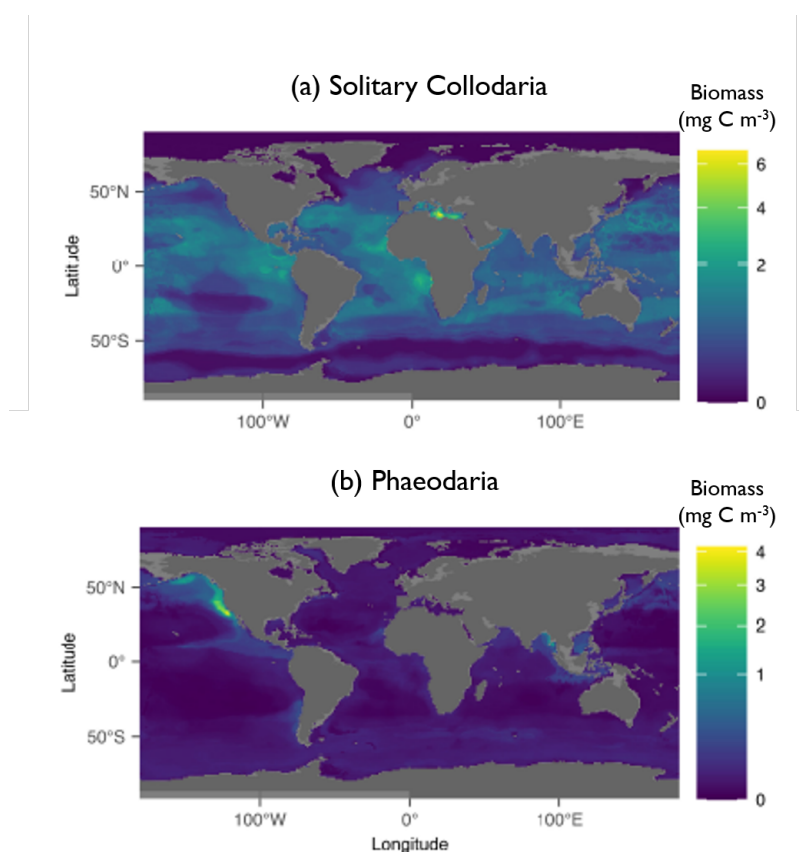 (a) Solitary Collodaria
Biomass
(mg C m-3)
6
4
2
0
50°N
0°
50°S
Latitude
100°W 0° 100°E
(b) Phaeodaria
Biomass
(mg C m-3)
4
3
2
1
0
50°N
0°
50°S
Latitude
100°W 0° 100°E
Longitude